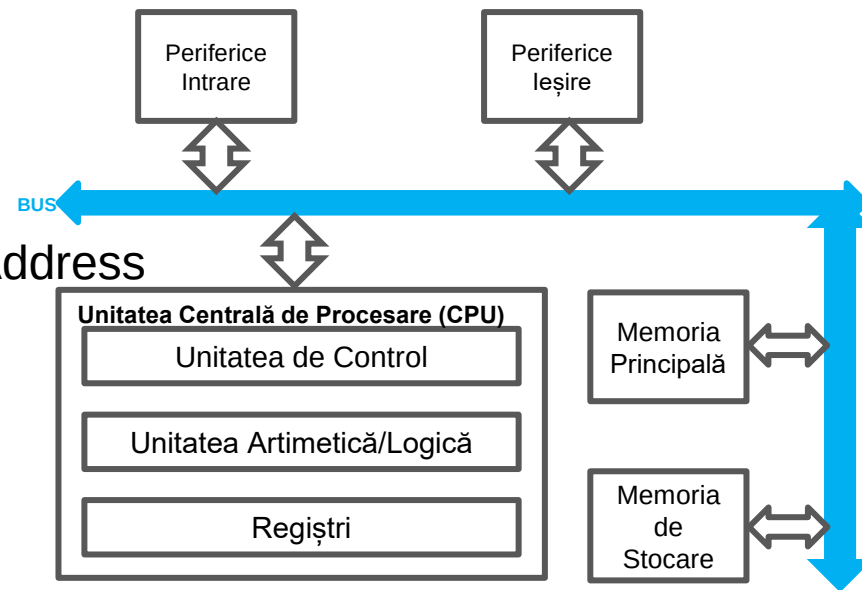 Periferice
Intrare
Periferice
Ieșire
BUS
ddress
Unitatea Centrală de Procesare (CPU)
Unitatea de Control
Unitatea Artimetică/Logică
Regiștri
Memoria
Principală
Memoria
de
Stocare